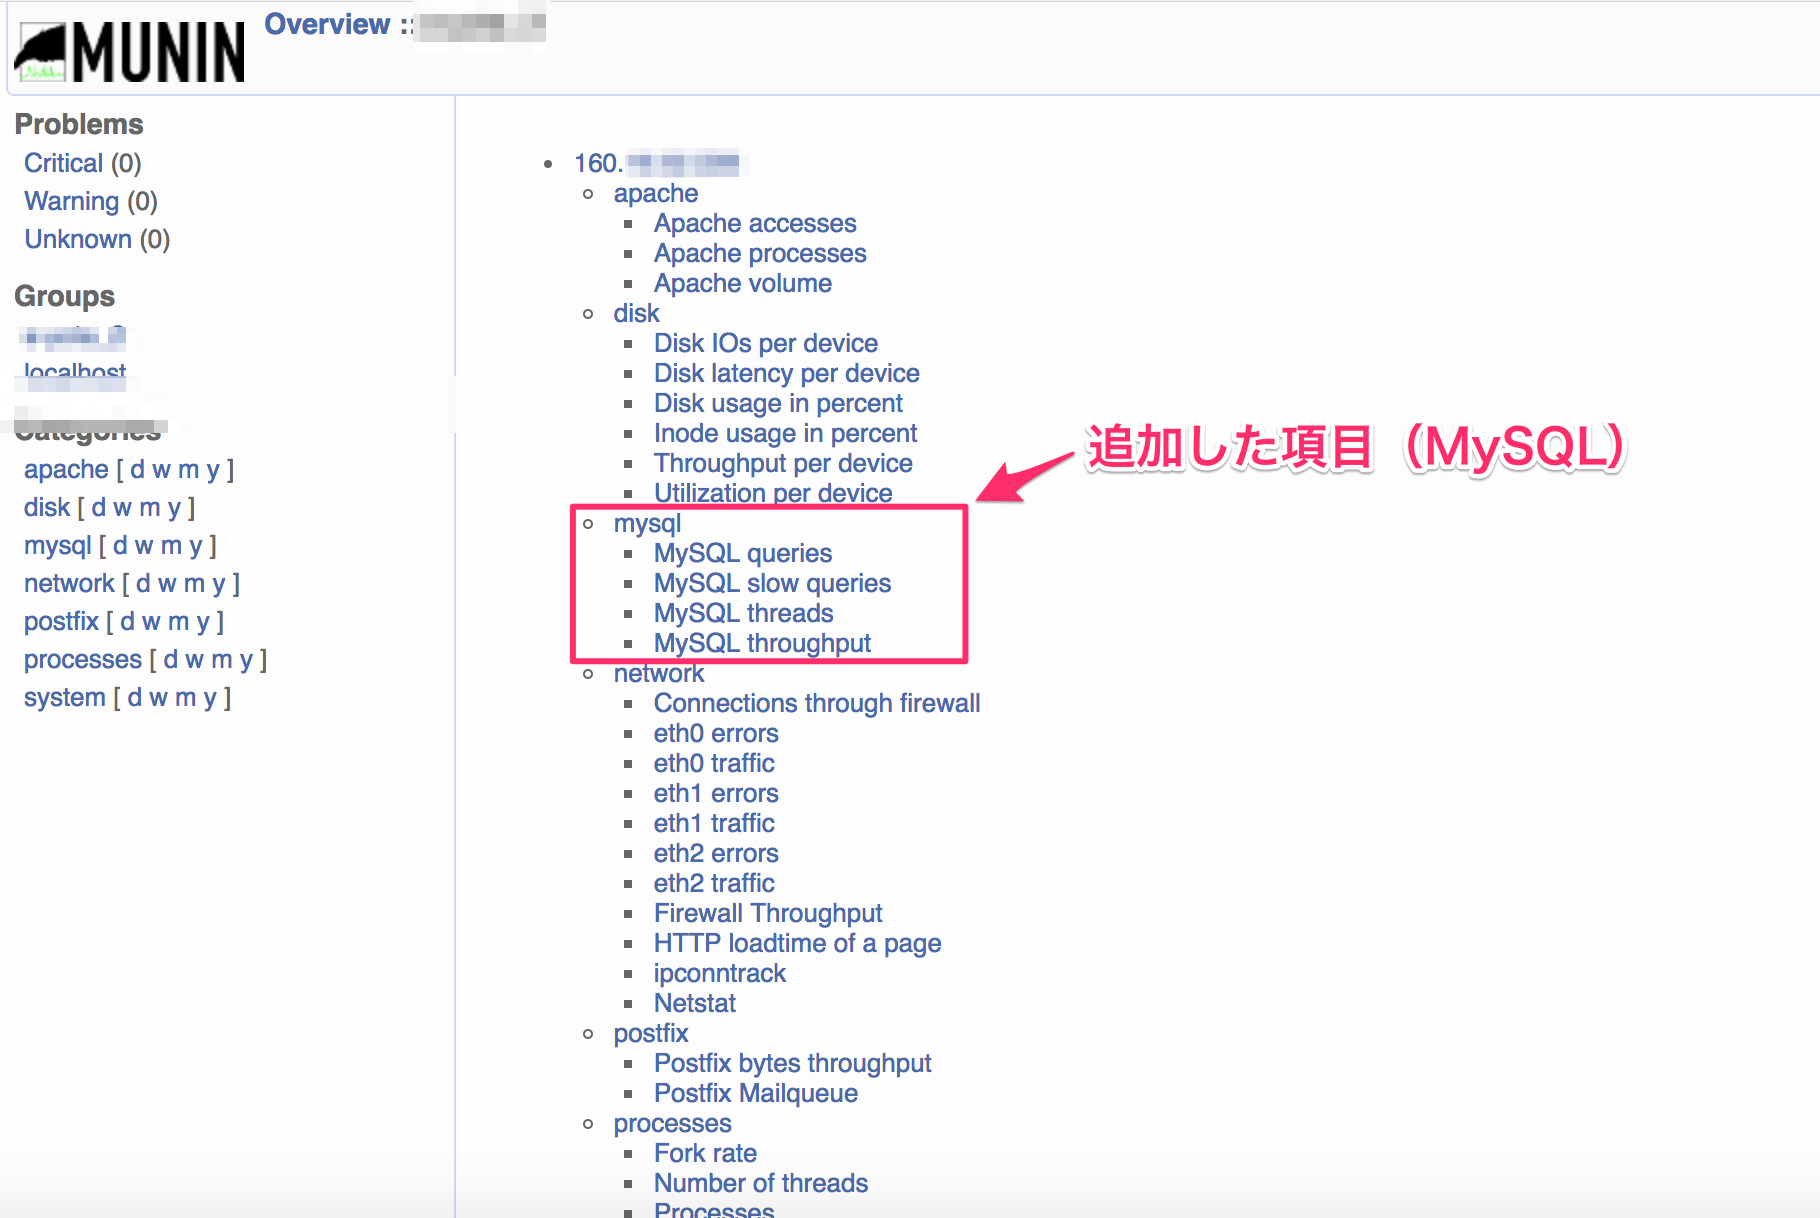 MUNIN
Overview ::
Problems
Critical (0)
Warning (0)
Unknown (0)
Groups
localhost
Categories
apache [ d w m y ]
disk [ d w m y ]
mysql [ d w m y ]
network [ d w m y ]
postfix [ d w m y ]
processes [ d w m y ]
system [ d w m y ]
160.
apache
Apache accesses
Apache processes
Apache volume
disk
Disk IOs per device
Disk latency per device
Disk usage in percent
Inode usage in percent
Throughput per device
Utilization per device
mysql
MySQL queries
MySQL slow queries
MySQL threads
MySQL throughput
network
Connections through firewall
eth0 errors
eth0 traffic
eth1 errors
eth1 traffic
eth2 errors
eth2 traffic
Firewall Throughput
HTTP loadtime of a page
ipconntrack
Netstat
postfix
Postfix bytes throughput
Postfix Mailqueue
processes
Fork rate
Number of threads
Processes
追加した項目（MySQL）